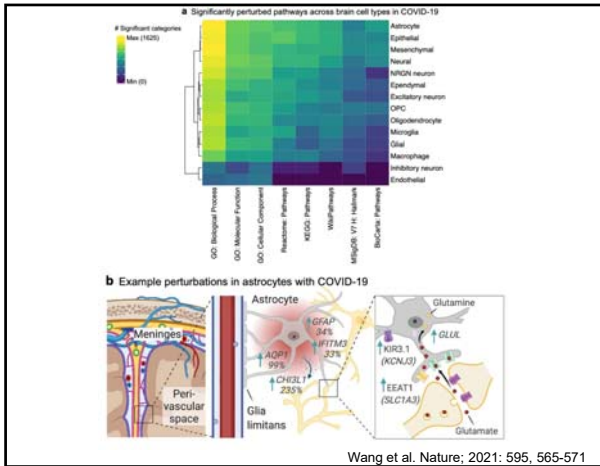 a Significantly perturbed pathways across brain cell types in COVID-19
# Significant categories
Max (1625)
Min (0)
Astrocyte
Epithelial
Mesenchymal
Neural
NRGN neuron
Ependymal
Excitatory neuron
OPC
Oligodendrocyte
Microglia
Glial
Macrophage
Inhibitory neuron
Endothelial
GO: Biological Process
GO: Molecular Function
GO: Cellular Component
Reactome: Pathways
KEGG: Pathways
WikiPathways
MSigDB: V7 H: Hallmark
BioCarta: Pathways
b Example perturbations in astrocytes with COVID-19
Meninges
Peri-
vascular
space
Astrocyte
GFAP
34%
IFITM3
33%
AQP1
99%
CHI3L1
235%
Glia
limitans
Glutamine
GLUL
KIR3.1
(KCNJ3)
EEAT1
(SLC1A3)
Glutamate
Wang et al. Nature; 2021: 595, 565-571